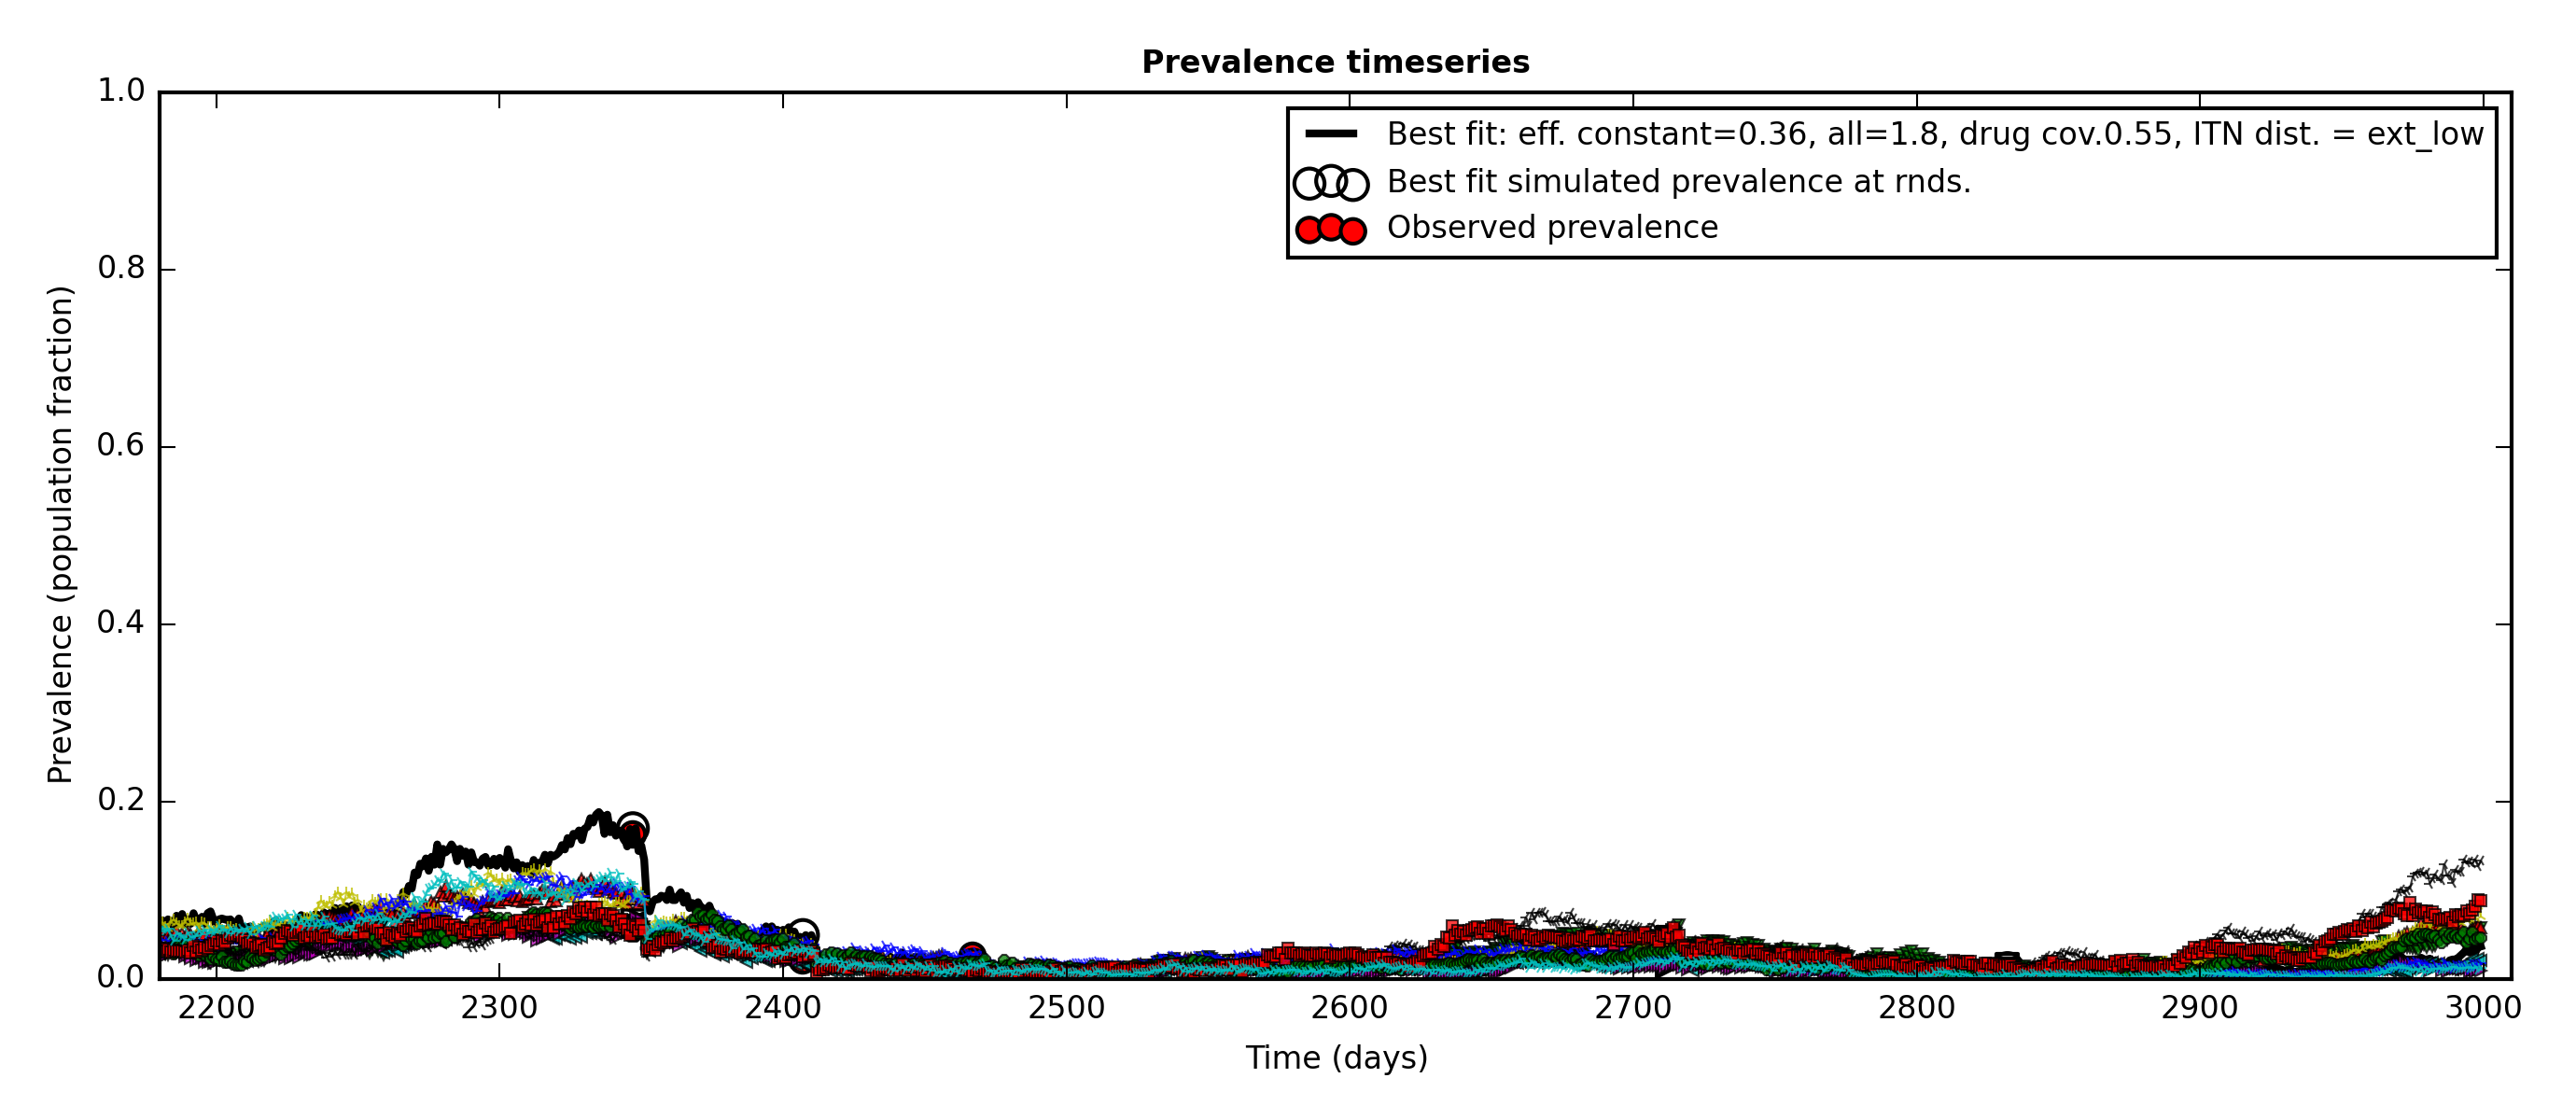 Prevalence timeseries
1.0
0.8
0.6
0.4
0.2
0.0
Prevalence (population fraction)
Best fit: eff. constant=0.36, all=1.8, drug cov.0.55, ITN dist. = ext_low
Best fit simulated prevalence at rnds.
Observed prevalence
2200 2300 2400 2500 2600 2700 2800 2900 3000
Time (days)